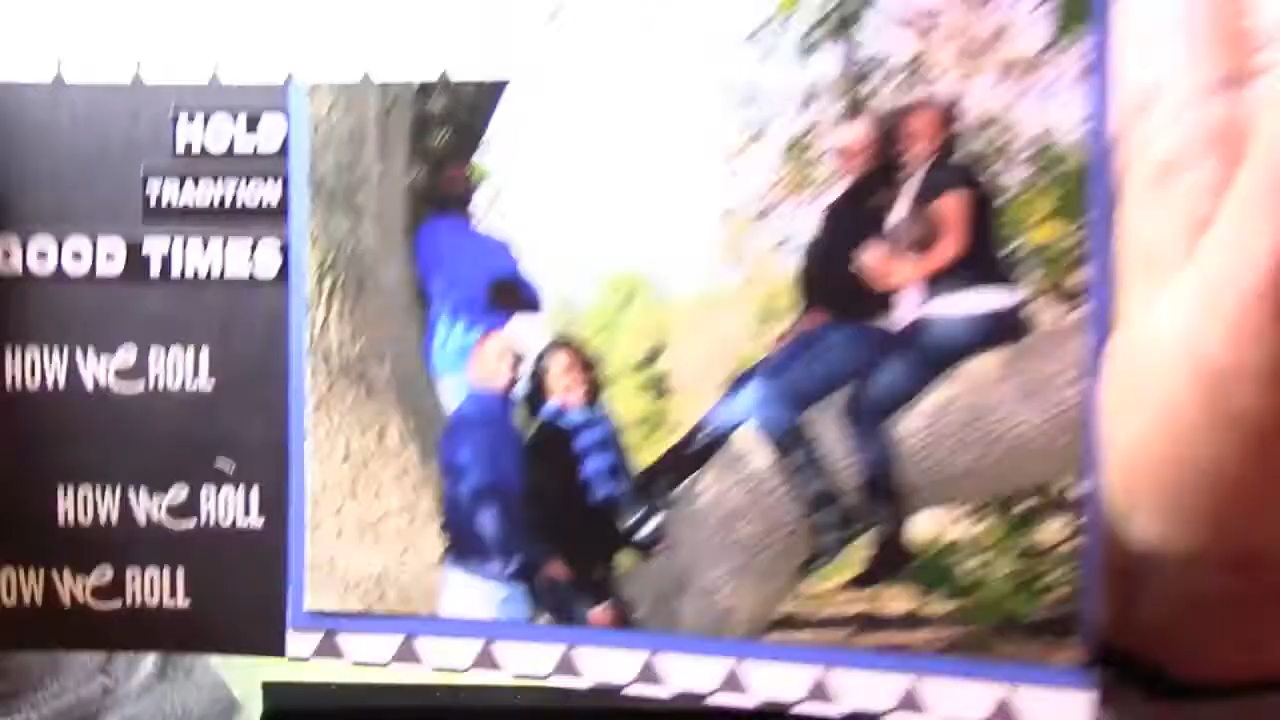 HOLD
TRADITION
GOOD TIMES
HOW We ROLL
HOW We ROLL
OW We ROLL